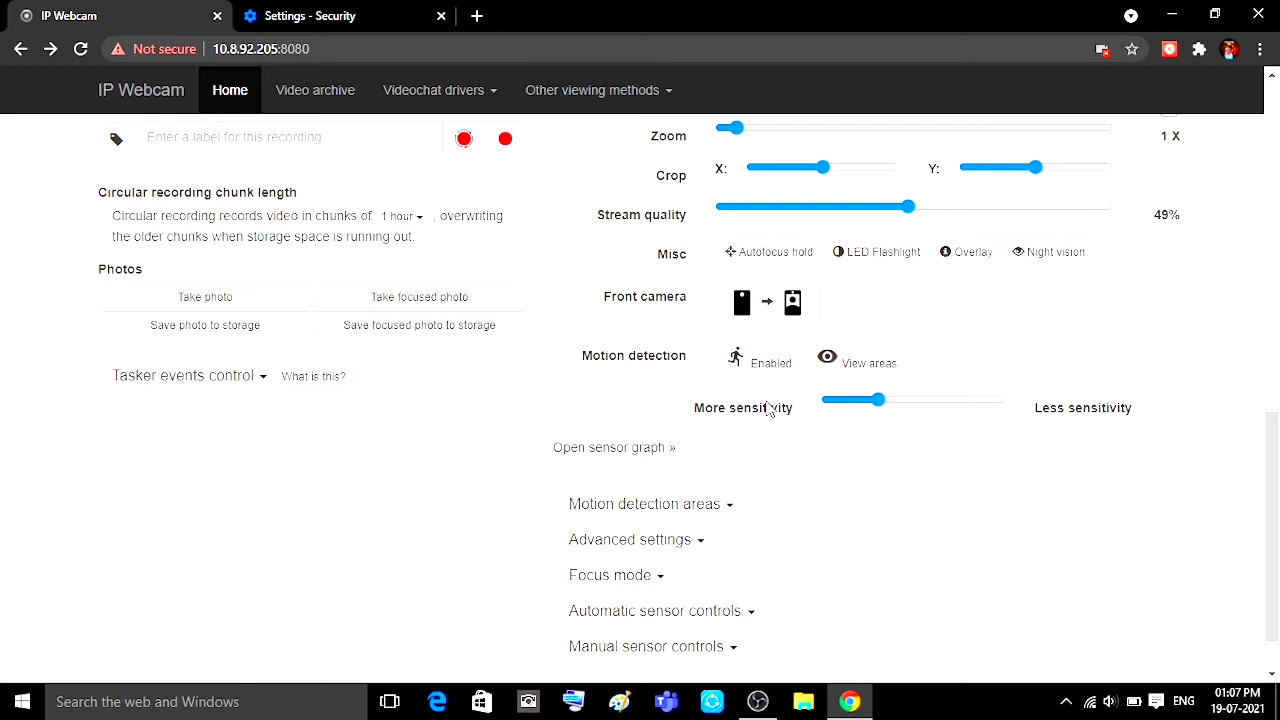 IP Webcam
Settings - Security
Not secure
10.8.92.205:8080
IP Webcam
Home
Video archive
Videochat drivers
Other viewing methods
Enter a label for this recording
Circular recording chunk length
Circular recording records video in chunks of 1 hour , overwriting
the older chunks when storage space is running out.
Photos
Take photo
Take focused photo
Save photo to storage
Save focused photo to storage
Tasker events control
What is this?
Zoom
1 X
Crop
X:
Y:
Stream quality
49%
Misc
Autofocus hold
LED Flashlight
Overlay
Night vision
Front camera
Motion detection
Enabled
View areas
More sensitivity
Less sensitivity
Open sensor graph »
Motion detection areas
Advanced settings
Focus mode
Automatic sensor controls
Manual sensor controls
Search the web and Windows
ENG
01:07 PM
19-07-2021